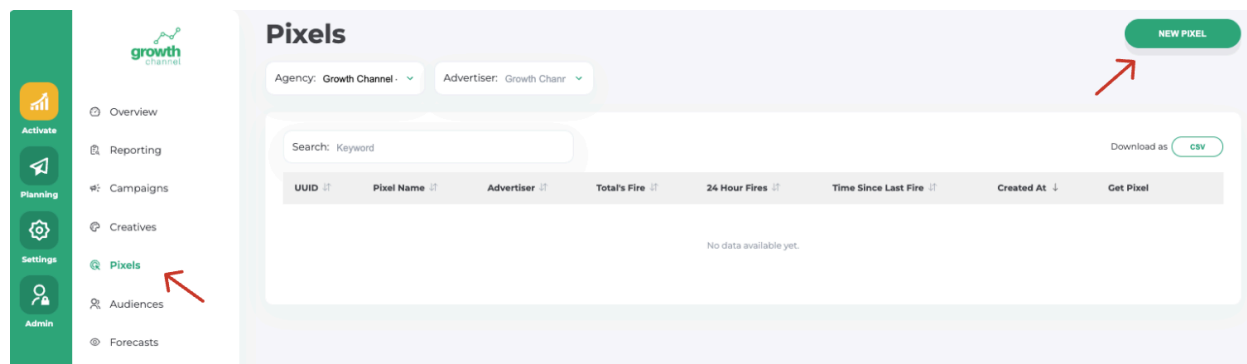 growth
channel
Activate
Planning
Settings
Admin
Overview
Reporting
Campaigns
Creatives
Pixels
Audiences
Forecasts
Pixels
NEW PIXEL
Agency: Growth Channel - Advertiser: Growth Chanr
Search: Keyword
Download as CSV
UUID Pixel Name Advertiser Total's Fire 24 Hour Fires Time Since Last Fire Created At Get Pixel
No data available yet.